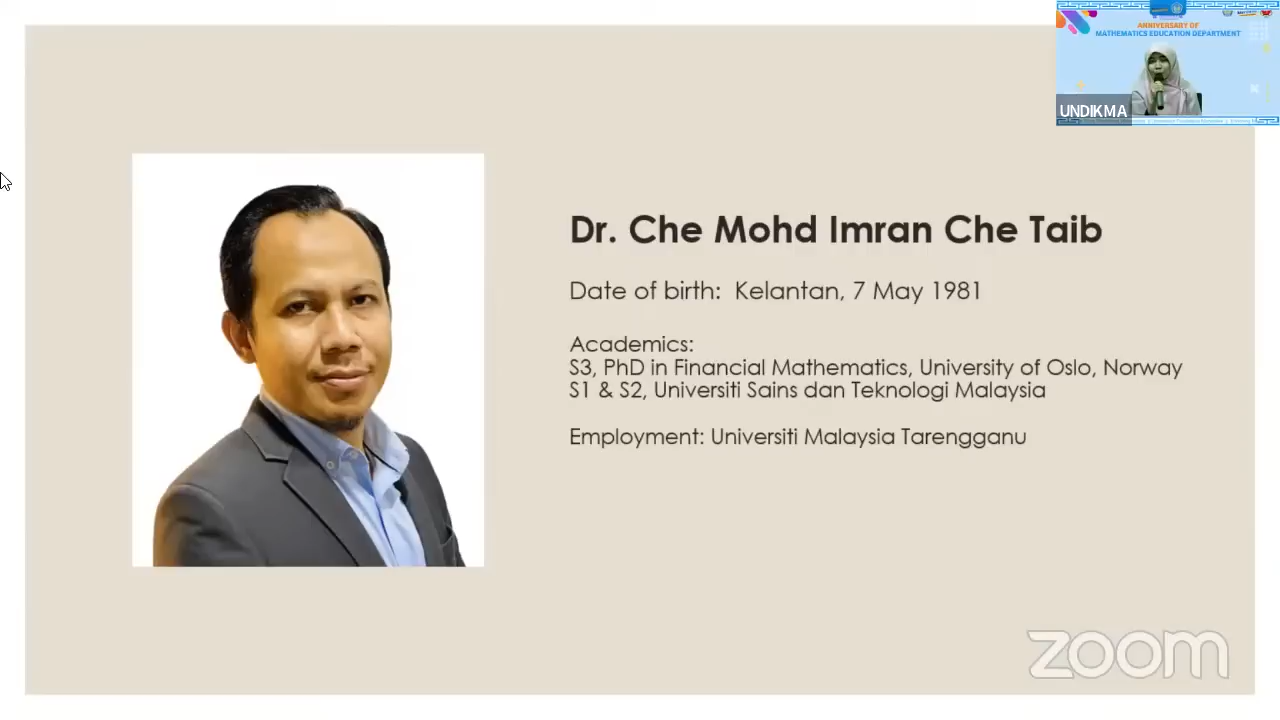 ANNIVERSARY OF
MATHEMATICS EDUCATION DEPARTMENT
UNDIKMA
Dr. Che Mohd Imran Che Taib
Date of birth: Kelantan, 7 May 1981
Academics:
S3, PhD in Financial Mathematics, University of Oslo, Norway
S1 & S2, Universiti Sains dan Teknologi Malaysia
Employment: Universiti Malaysia Tarengganu
zoom